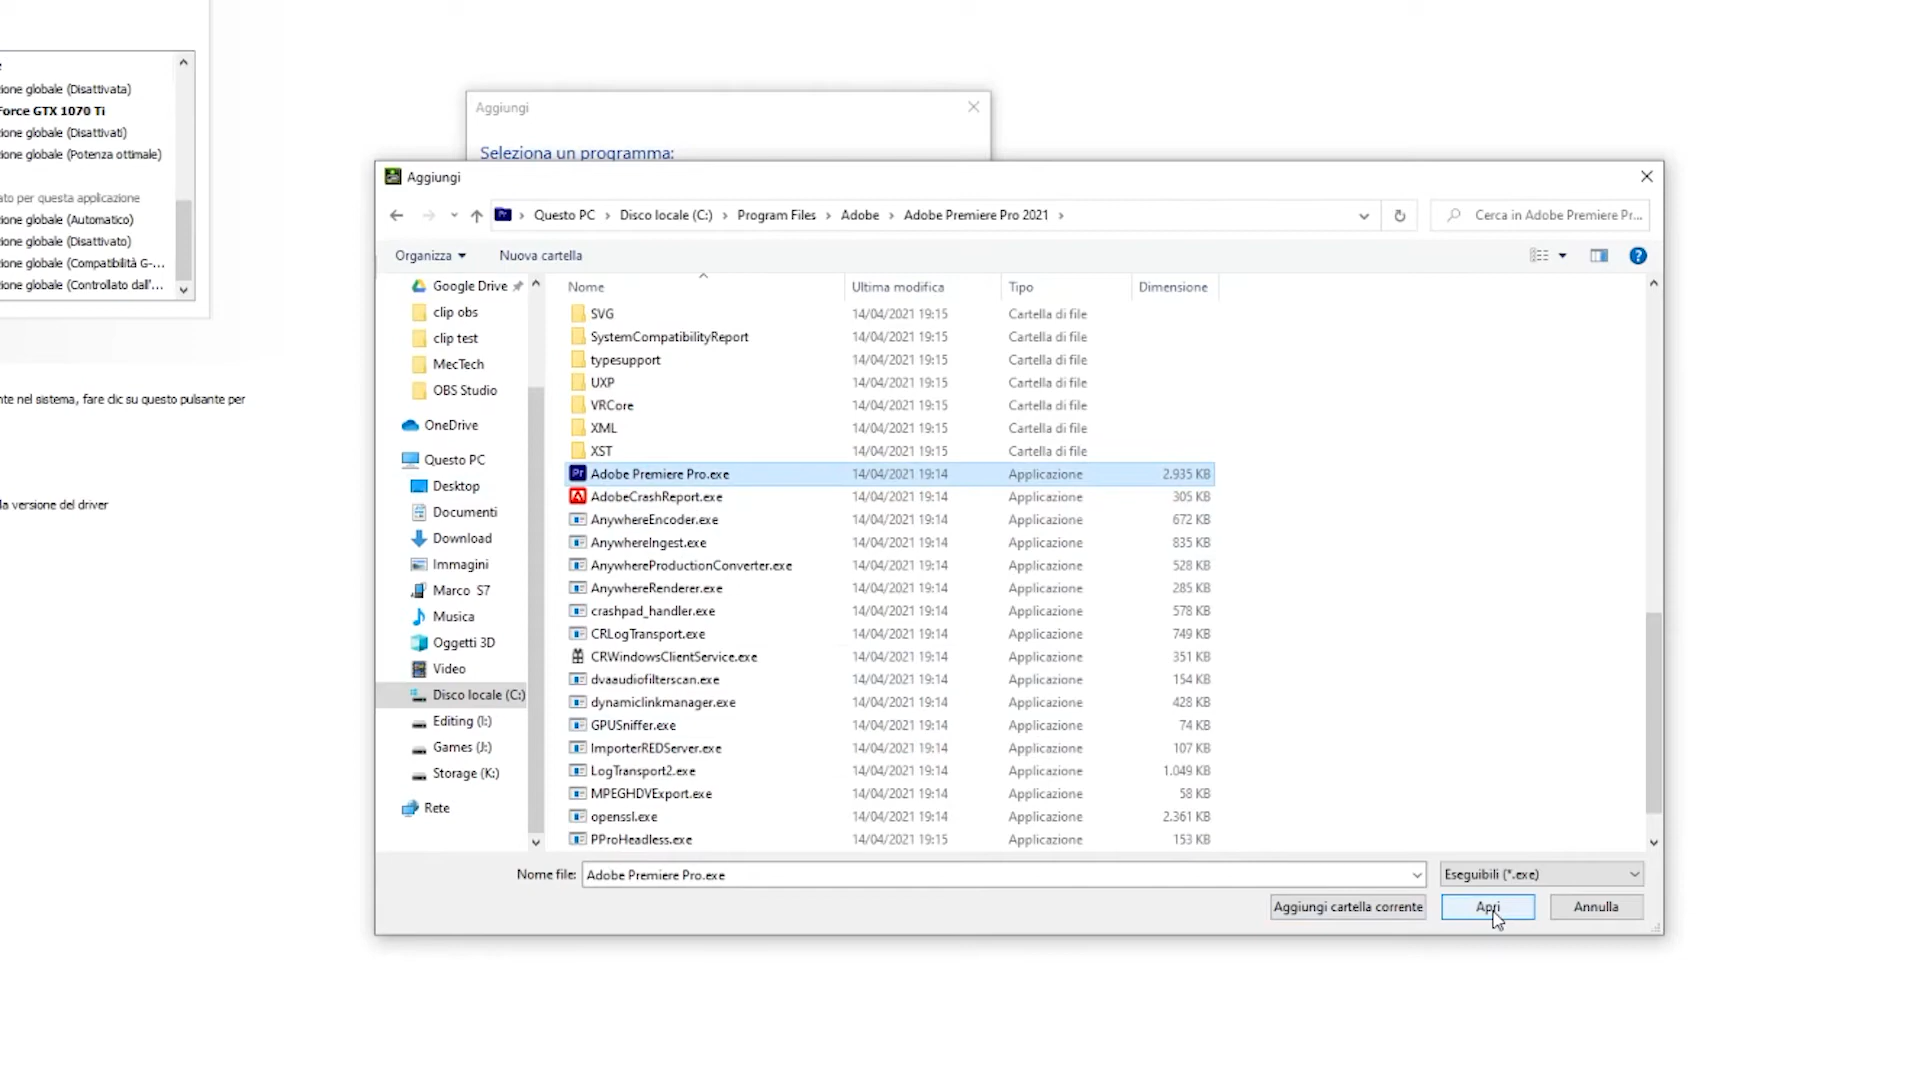 ione globale (Disattivata)
Force GTX 1070 Ti
ione globale (Disattivati)
zione globale (Potenza ottimale)
ato per questa applicazione
zione globale (Automatico)
zione globale (Disattivato)
zione globale (Compatibilità G-...
zione globale (Controllato dall'...
nte nel sistema, fare clic su questo pulsante per
la versione del driver
Aggiungi
Seleziona un programma:
Aggiungi
Questo PC > Disco locale (C:) > Program Files > Adobe > Adobe Premiere Pro 2021 >
Cerca in Adobe Premiere Pr...
Organizza
Nuova cartella
Google Drive
clip obs
clip test
MecTech
OBS Studio
OneDrive
Questo PC
Desktop
Documenti
Download
Immagini
Marco S7
Musica
Oggetti 3D
Video
Disco locale (C:)
Editing (I:)
Games (J:)
Storage (K:)
Rete
Nome Ultima modifica Tipo Dimensione
SVG 14/04/2021 19:15 Cartella di file
SystemCompatibilityReport 14/04/2021 19:15 Cartella di file
typesupport 14/04/2021 19:15 Cartella di file
UXP 14/04/2021 19:15 Cartella di file
VRCore 14/04/2021 19:15 Cartella di file
XML 14/04/2021 19:15 Cartella di file
XST 14/04/2021 19:15 Cartella di file
Adobe Premiere Pro.exe 14/04/2021 19:14 Applicazione 2.935 KB
AdobeCrashReport.exe 14/04/2021 19:14 Applicazione 305 KB
AnywhereEncoder.exe 14/04/2021 19:14 Applicazione 672 KB
AnywhereIngest.exe 14/04/2021 19:14 Applicazione 835 KB
AnywhereProductionConverter.exe 14/04/2021 19:14 Applicazione 528 KB
AnywhereRenderer.exe 14/04/2021 19:14 Applicazione 285 KB
crashpad_handler.exe 14/04/2021 19:14 Applicazione 578 KB
CRLogTransport.exe 14/04/2021 19:14 Applicazione 749 KB
CRWindowsClientService.exe 14/04/2021 19:14 Applicazione 351 KB
dvaaudiofilterscan.exe 14/04/2021 19:14 Applicazione 154 KB
dynamiclinkmanager.exe 14/04/2021 19:14 Applicazione 428 KB
GPUSniffer.exe 14/04/2021 19:14 Applicazione 74 KB
ImporterREDServer.exe 14/04/2021 19:14 Applicazione 107 KB
LogTransport2.exe 14/04/2021 19:14 Applicazione 1.049 KB
MPEGHDVExport.exe 14/04/2021 19:14 Applicazione 58 KB
openssl.exe 14/04/2021 19:14 Applicazione 2.361 KB
PProHeadless.exe 14/04/2021 19:15 Applicazione 153 KB
Nome file: Adobe Premiere Pro.exe
Eseguibili (*.exe)
Aggiungi cartella corrente
Apri
Annulla